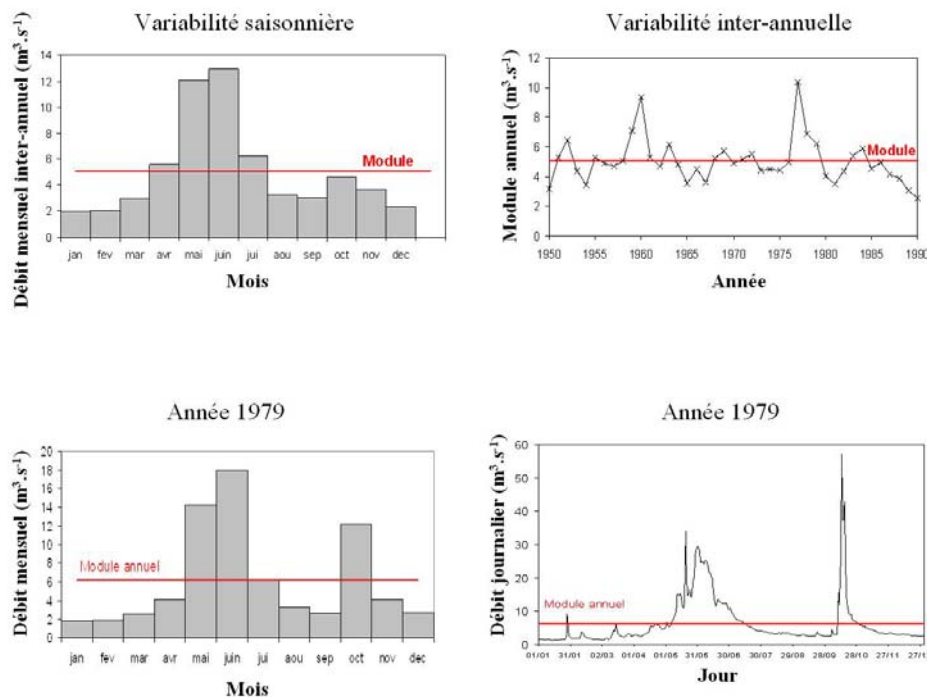 Variabilité saisonnière
Débit mensuel inter-annuel (m³.s⁻¹)
14
12
10
8
6
4
2
0
Module
jan fev mar avr mai juin jui aou sep oct nov dec
Mois
Variabilité inter-annuelle
Module annuel (m³.s⁻¹)
12
10
8
6
4
2
0
Module
1950 1955 1960 1965 1970 1975 1980 1985 1990
Année
Année 1979
Débit mensuel (m³.s⁻¹)
20
18
16
14
12
10
8
6
4
2
0
Module annuel
jan fev mar avr mai juin jui aou sep oct nov dec
Mois
Année 1979
Débit journalier (m³.s⁻¹)
60
50
40
30
20
10
0
Module annuel
01/01 31/01 02/03 01/04 01/05 31/05 30/06 30/07 29/08 28/09 28/10 27/11 27/1
Jour